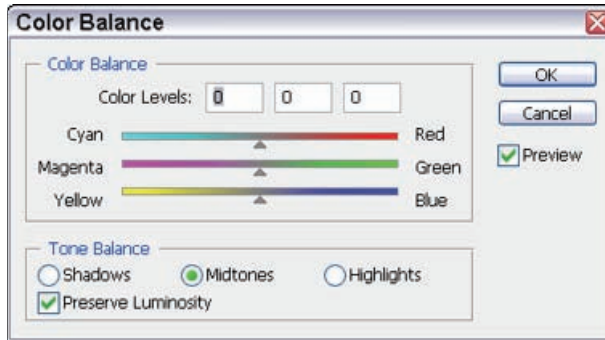 Color Balance
Color Balance
Color Levels: 0 0 0
Cyan Red
Magenta Green
Yellow Blue
Tone Balance
Shadows Midtones Highlights
Preserve Luminosity
OK
Cancel
Preview